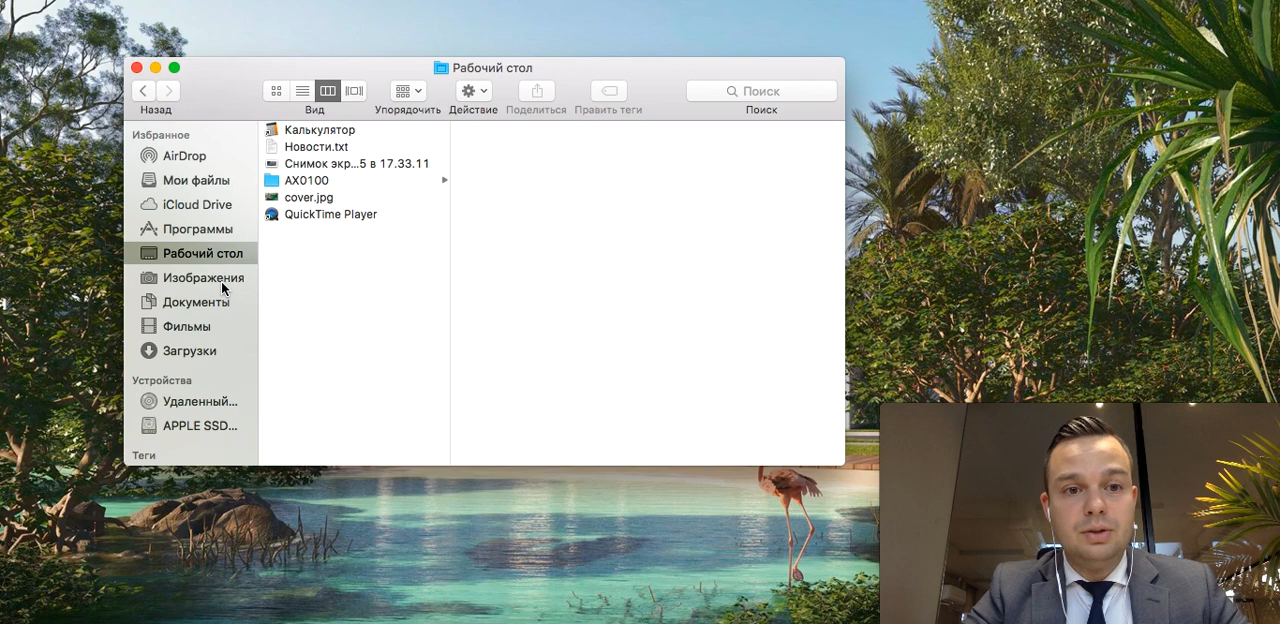 Рабочий стол
Назад
Вид
Упорядочить
Действие
Поделиться
Править теги
Поиск
Поиск
Избранное
AirDrop
Мои файлы
iCloud Drive
Программы
Рабочий стол
Изображения
Документы
Фильмы
Загрузки
Устройства
Удаленный...
APPLE SSD...
Теги
Калькулятор
Новости.txt
Снимок экр...5 в 17.33.11
AX0100
cover.jpg
QuickTime Player